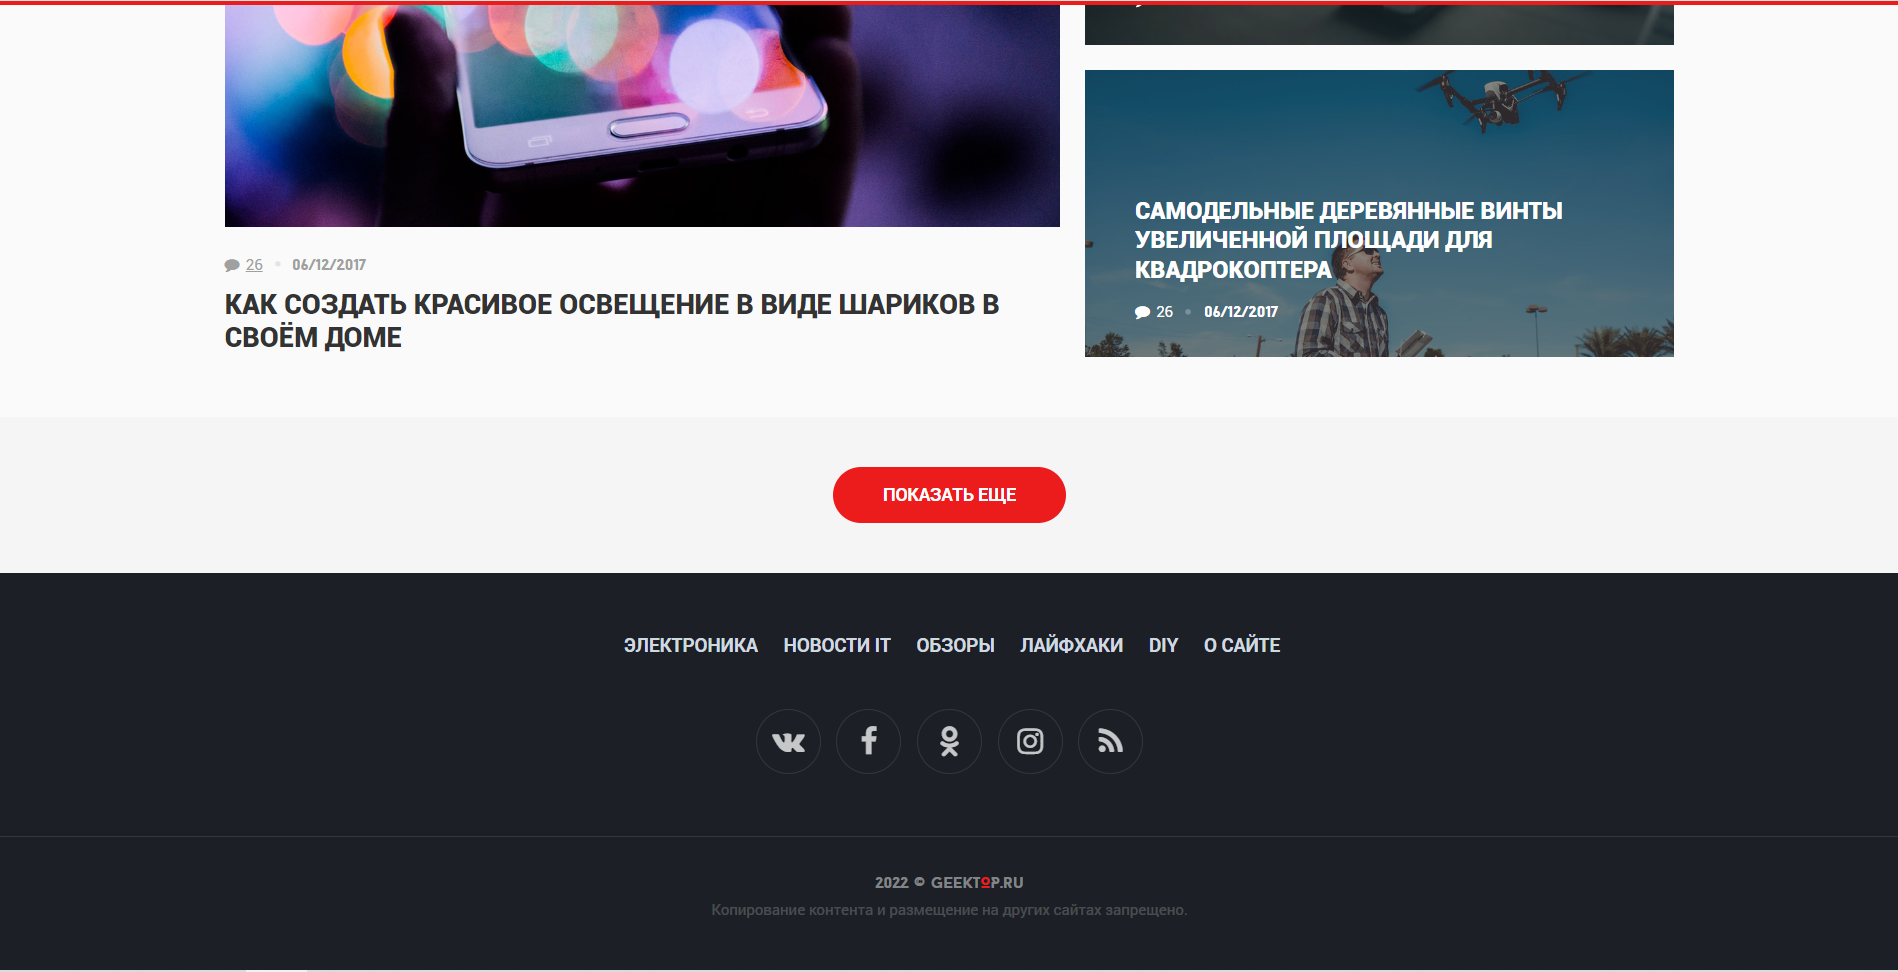 26 06/12/2017
КАК СОЗДАТЬ КРАСИВОЕ ОСВЕЩЕНИЕ В ВИДЕ ШАРИКОВ В
СВОЁМ ДОМЕ
САМОДЕЛЬНЫЕ ДЕРЕВЯННЫЕ ВИНТЫ
УВЕЛИЧЕННОЙ ПЛОЩАДИ ДЛЯ
КВАДРОКОПТЕРА
26 06/12/2017
ПОКАЗАТЬ ЕЩЕ
ЭЛЕКТРОНИКА НОВОСТИ IT ОБЗОРЫ ЛАЙФХАКИ DIY О САЙТЕ
2022 © GEEKTOP.RU
Копирование контента и размещение на других сайтах запрещено.